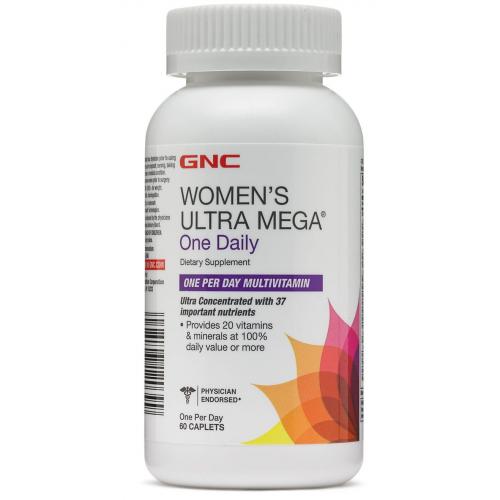 GNC
WOMEN'S
ULTRA MEGA®
One Daily
Dietary Supplement
ONE PER DAY MULTIVITAMIN
Ultra Concentrated with 37
important nutrients
• Provides 20 vitamins
& minerals at 100%
daily value or more
PHYSICIAN
ENDORSED*
One Per Day
60 CAPLETS